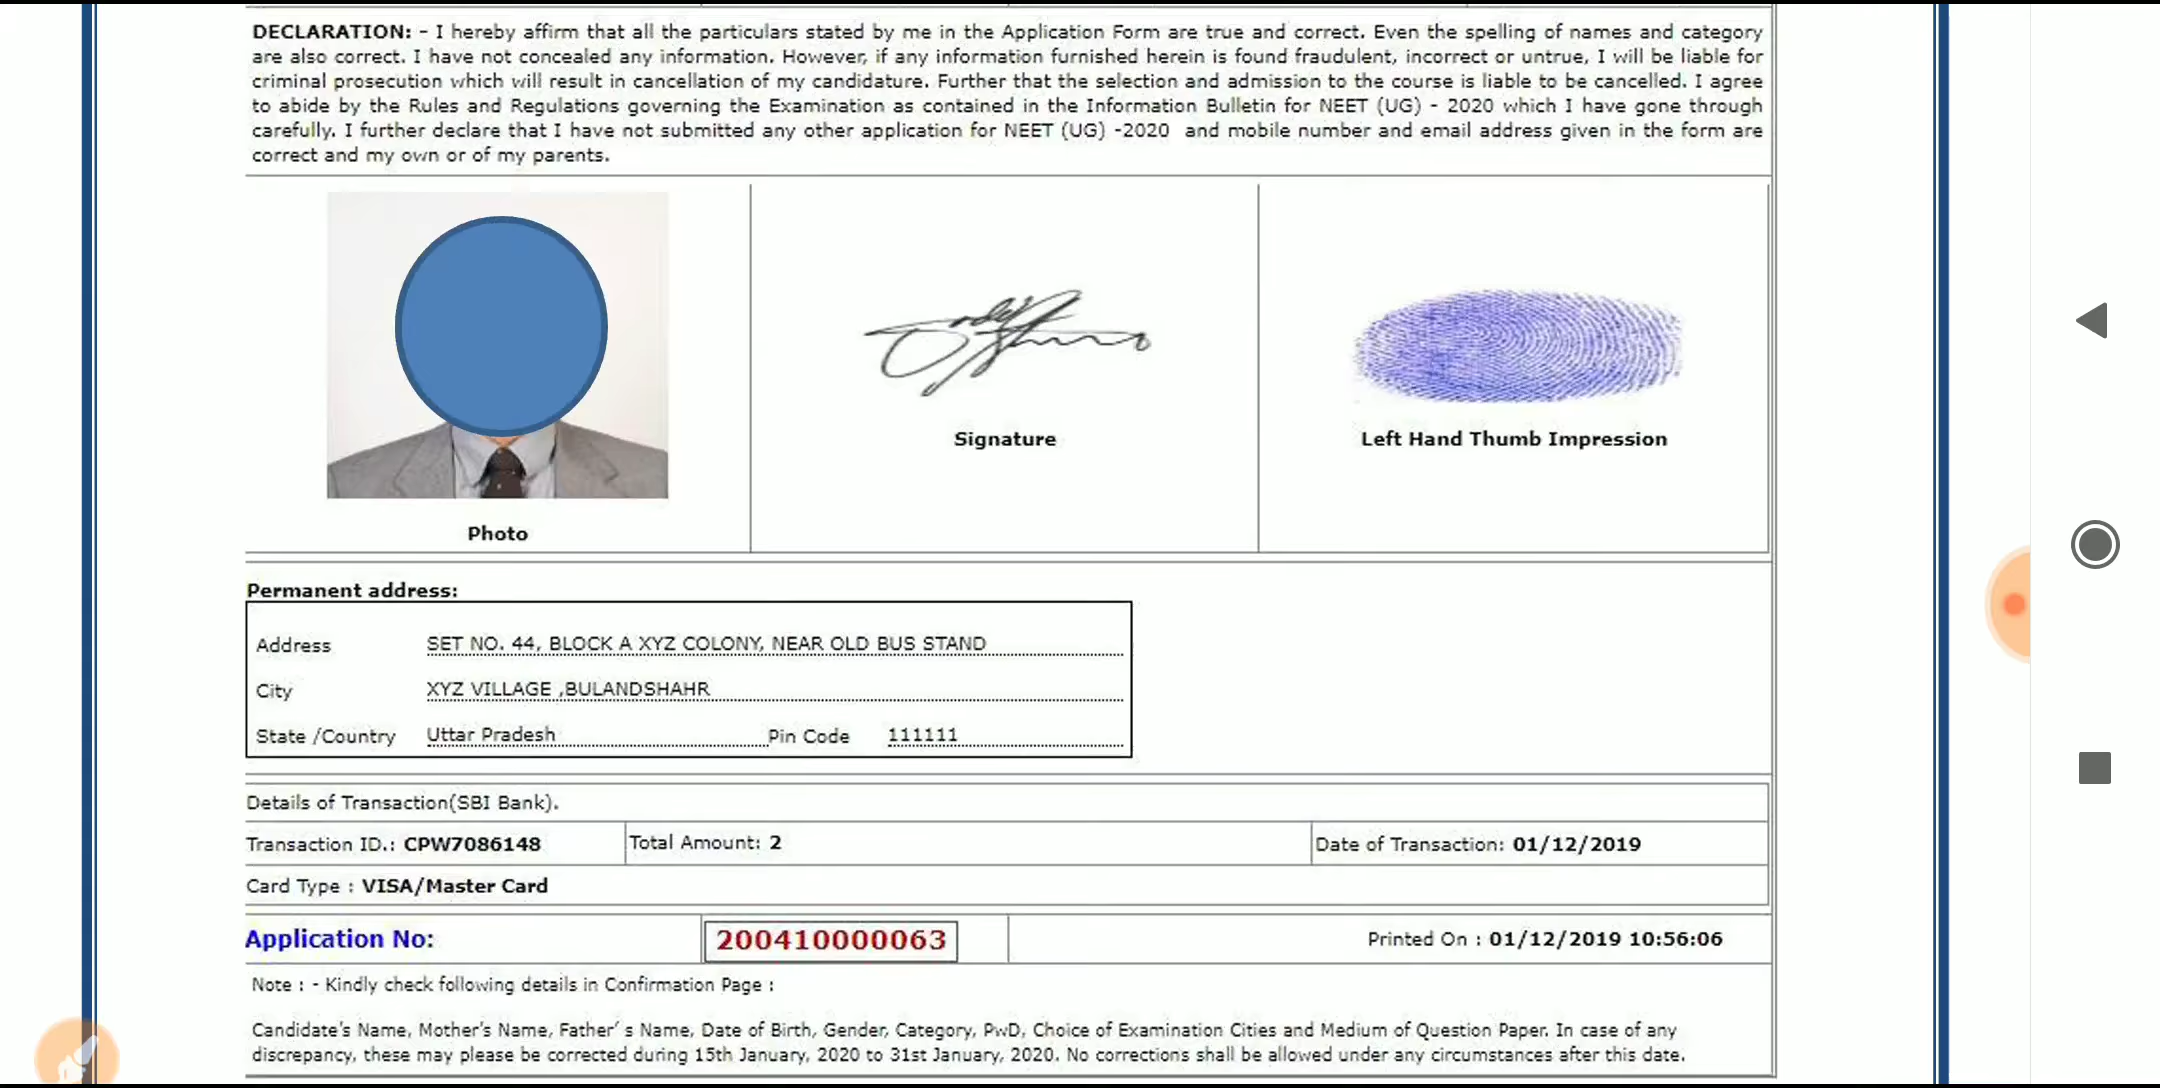 DECLARATION: - I hereby affirm that all the particulars stated by me in the Application Form are true and correct. Even the spelling of names and category
are also correct. I have not concealed any information. However, if any information furnished herein is found fraudulent, incorrect or untrue, I will be liable for
criminal prosecution which will result in cancellation of my candidature. Further that the selection and admission to the course is liable to be cancelled. I agree
to abide by the Rules and Regulations governing the Examination as contained in the Information Bulletin for NEET (UG) - 2020 which I have gone through
carefully. I further declare that I have not submitted any other application for NEET (UG) -2020 and mobile number and email address given in the form are
correct and my own or of my parents.
Photo
Signature
Left Hand Thumb Impression
Permanent address:
Address SET NO. 44, BLOCK A XYZ COLONY, NEAR OLD BUS STAND
City XYZ VILLAGE ,BULANDSHAHR
State /Country Uttar Pradesh Pin Code 111111
Details of Transaction(SBI Bank).
Transaction ID.: CPW7086148 Total Amount: 2 Date of Transaction: 01/12/2019
Card Type : VISA/Master Card
Application No: 200410000063 Printed On : 01/12/2019 10:56:06
Note : - Kindly check following details in Confirmation Page :
Candidate's Name, Mother's Name, Father' s Name, Date of Birth, Gender, Category, PwD, Choice of Examination Cities and Medium of Question Paper. In case of any
discrepancy, these may please be corrected during 15th January, 2020 to 31st January, 2020. No corrections shall be allowed under any circumstances after this date.